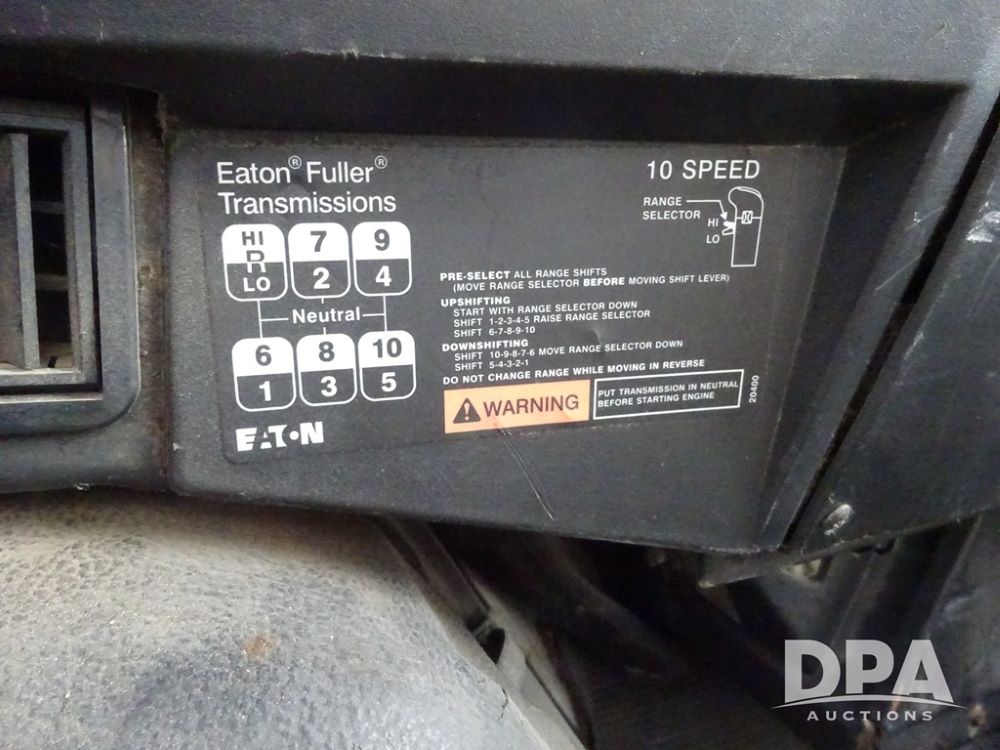 Eaton® Fuller®
Transmissions
10 SPEED
RANGE
SELECTOR
HI
LO
HI
R
LO
7
2
9
4
Neutral
6
1
8
3
10
5
PRE-SELECT ALL RANGE SHIFTS
(MOVE RANGE SELECTOR BEFORE MOVING SHIFT LEVER)
UPSHIFTING
START WITH RANGE SELECTOR DOWN
SHIFT 1-2-3-4-5 RAISE RANGE SELECTOR
SHIFT 6-7-8-9-10
DOWNSHIFTING
SHIFT 10-9-8-7-6 MOVE RANGE SELECTOR DOWN
SHIFT 5-4-3-2-1
DO NOT CHANGE RANGE WHILE MOVING IN REVERSE
WARNING
PUT TRANSMISSION IN NEUTRAL
BEFORE STARTING ENGINE
20400
EATON
DPA
AUCTIONS